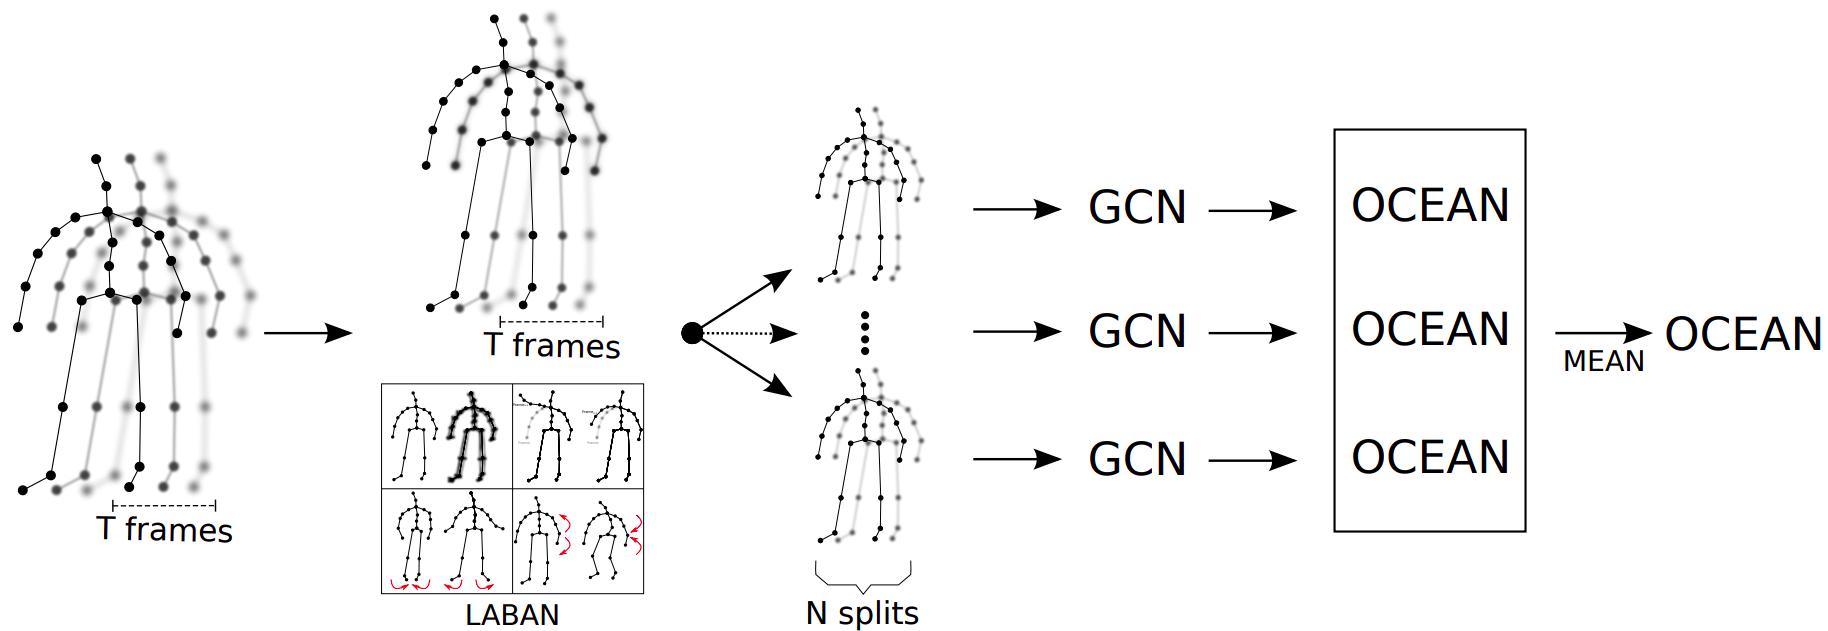 T frames
T frames
LABAN
N splits
GCN
GCN
GCN
OCEAN
OCEAN
OCEAN
MEAN
OCEAN